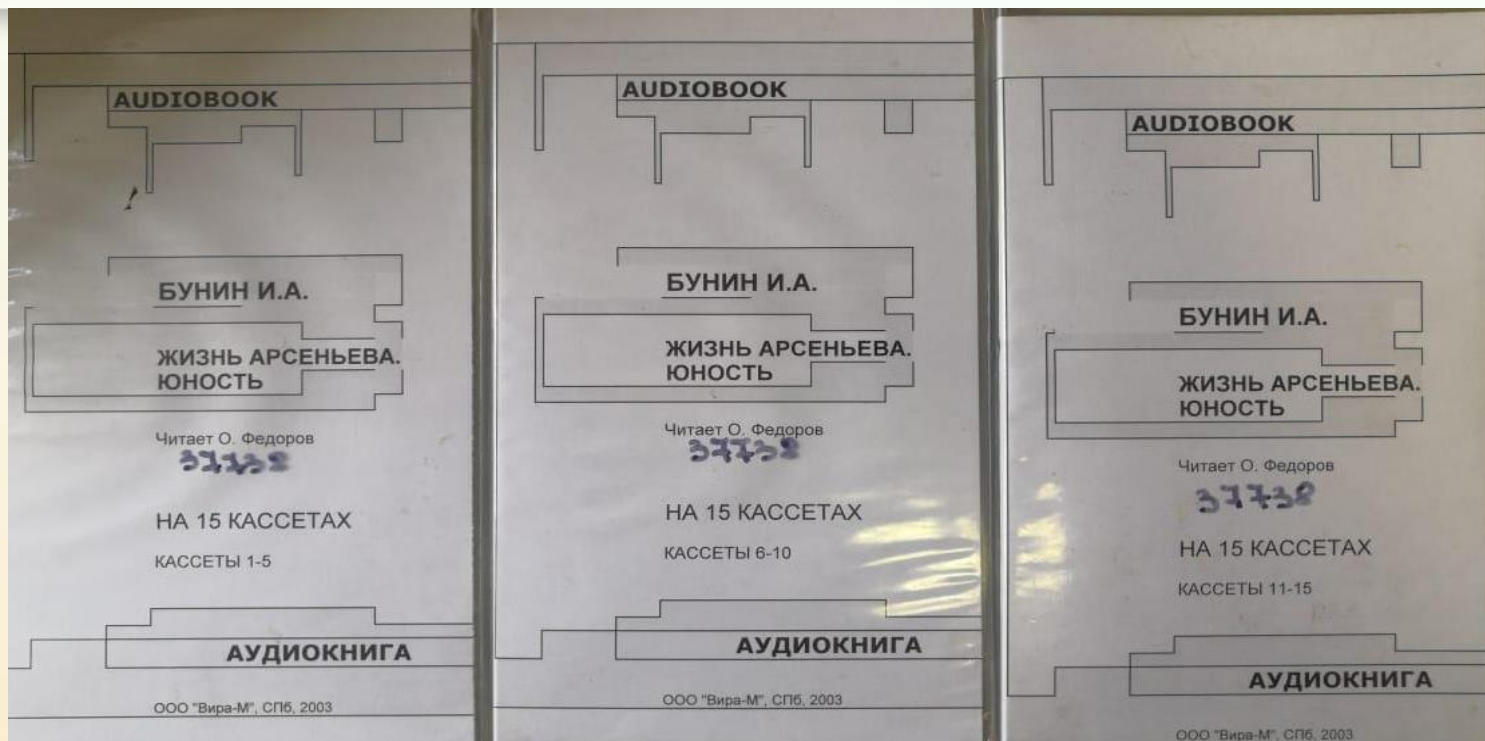 AUDIOBOOK
БУНИН И.А.
ЖИЗНЬ АРСЕНЬЕВА.
ЮНОСТЬ
Читает О. Федоров
37738
НА 15 КАССЕТАХ
КАССЕТЫ 1-5
АУДИОКНИГА
ООО "Вира-М", СПб, 2003
AUDIOBOOK
БУНИН И.А.
ЖИЗНЬ АРСЕНЬЕВА.
ЮНОСТЬ
Читает О. Федоров
37738
НА 15 КАССЕТАХ
КАССЕТЫ 6-10
АУДИОКНИГА
ООО "Вира-М", СПб, 2003
AUDIOBOOK
БУНИН И.А.
ЖИЗНЬ АРСЕНЬЕВА.
ЮНОСТЬ
Читает О. Федоров
37738
НА 15 КАССЕТАХ
КАССЕТЫ 11-15
АУДИОКНИГА
ООО "Вира-М", СПб, 2003